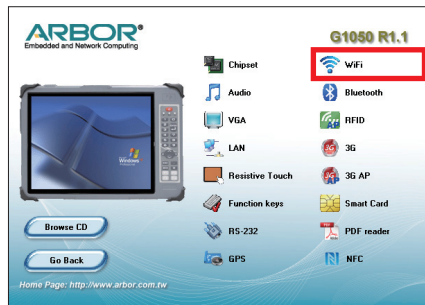 ARBOR®
Embedded and Network Computing
G1050 R1.1
Chipset
WiFi
Audio
Bluetooth
VGA
RFID
LAN
3G
Resistive Touch
3G AP
Function keys
Smart Card
RS-232
PDF reader
GPS
NFC
Browse CD
Go Back
Home Page: http://www.arbor.com.tw